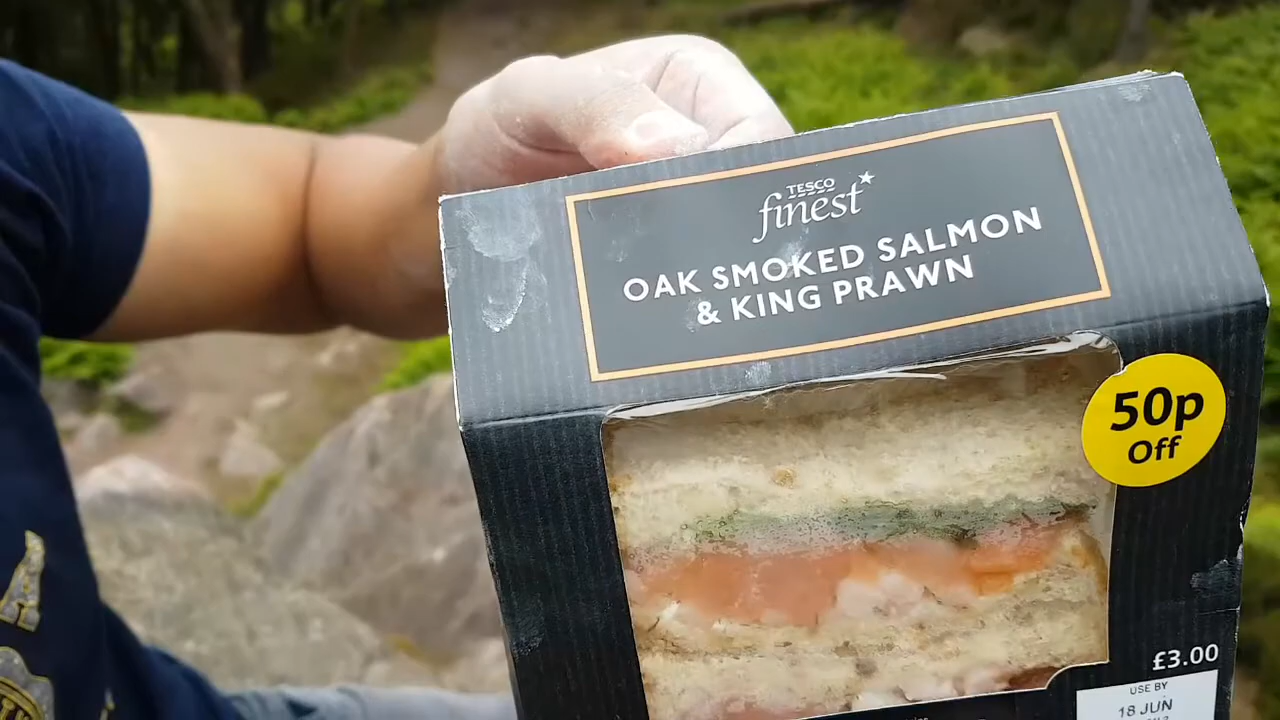 TESCO
finest
OAK SMOKED SALMON
& KING PRAWN
50p
Off
£3.00
USE BY
18 JUN